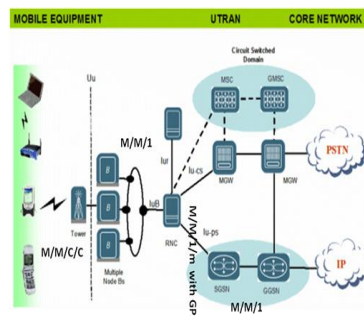 MOBILE EQUIPMENT UTRAN CORE NETWORK
Circuit Switched
Domain
Uu
MSC GMSC
M/M/1
Iur
Iu-cs
PSTN
MGW MGW
IuB
Tower
RNC
M/M/C/C
Multiple
Node Bs
M/M/1/m with GP
Iu-ps
SGSN GGSN
IP
M/M/1